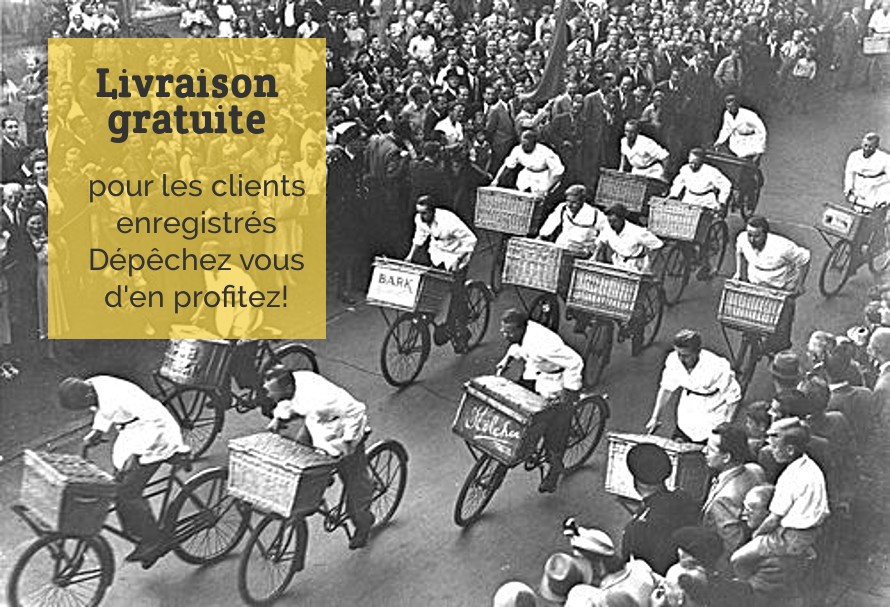 Livraison
gratuite
pour les clients
enregistrés
Dépêchez vous
d'en profitez!
BARK